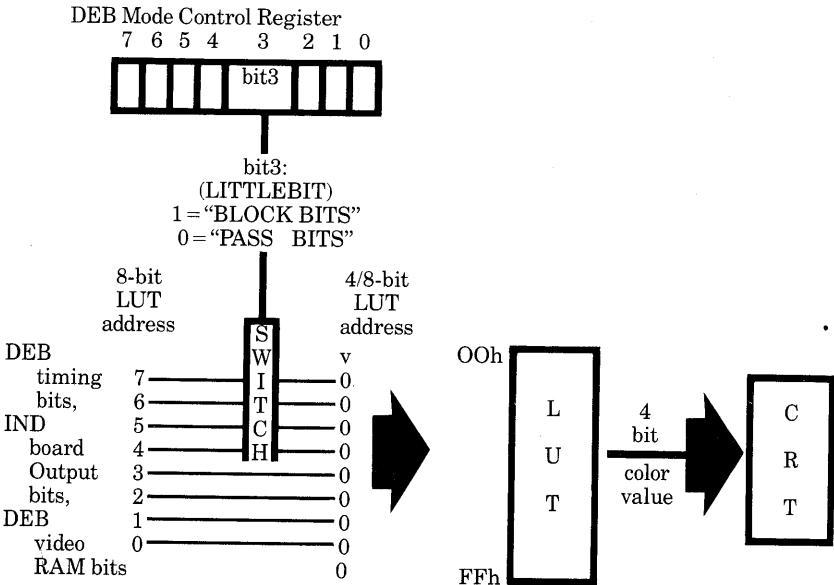 DEB Mode Control Register
7 6 5 4 3 2 1 0
bit3
bit3:
(LITTLEBIT)
1="BLOCK BITS"
0="PASS BITS"
8-bit
LUT
address
4/8-bit
LUT
address
SWITCH
DEB
timing
bits,
IND
board
Output
bits,
DEB
video
RAM bits
7
6
5
4
3
2
1
0
v
0
0
0
0
0
0
0
0
0
OOh
LUT
FFh
4
bit
color
value
CRT